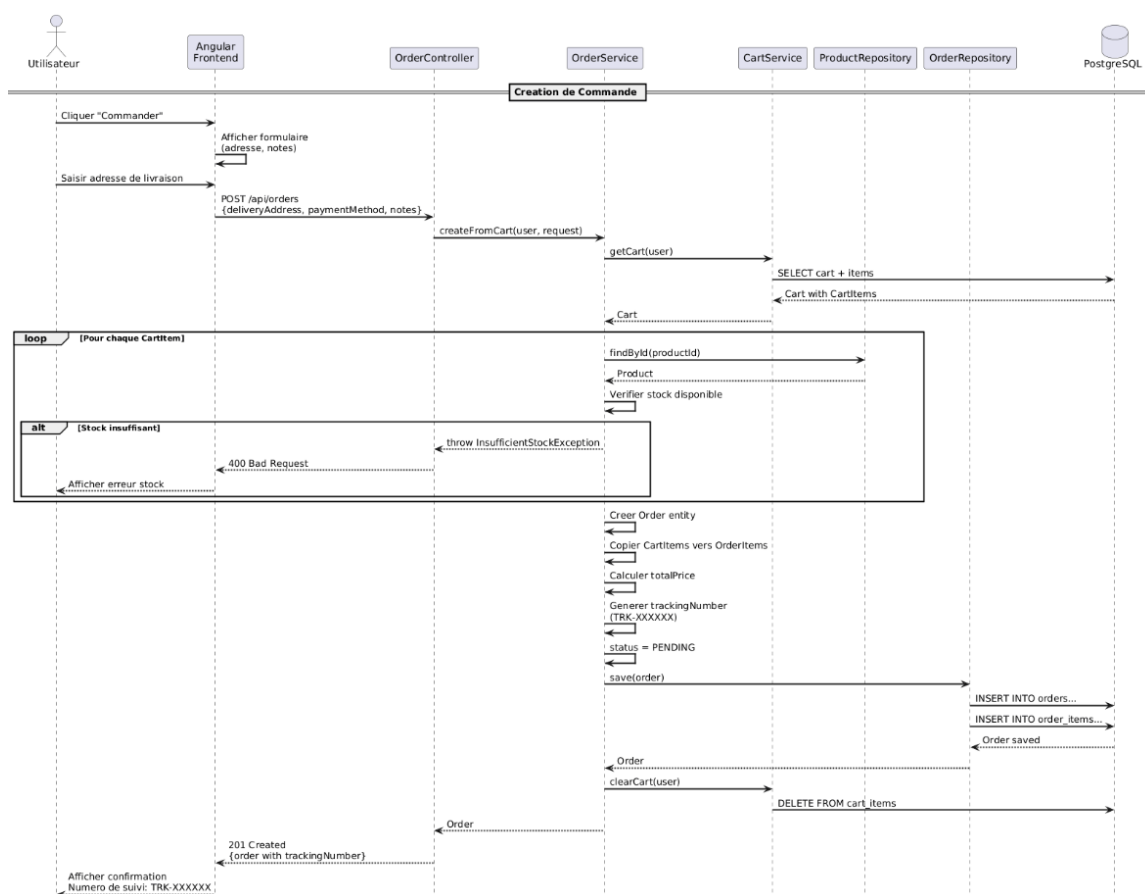 Utilisateur
Angular
Frontend
OrderController
OrderService
CartService
ProductRepository
OrderRepository
PostgreSQL
Creation de Commande
Cliquer "Commander"
Afficher formulaire
(adresse, notes)
Saisir adresse de livraison
POST /api/orders
{deliveryAddress, paymentMethod, notes}
createFromCart(user, request)
getCart(user)
SELECT cart + items
Cart with CartItems
Cart
loop [Pour chaque CartItem]
findById(productId)
Product
Verifier stock disponible
alt [Stock insuffisant]
throw InsufficientStockException
400 Bad Request
Afficher erreur stock
Creer Order entity
Copier CartItems vers OrderItems
Calculer totalPrice
Generer trackingNumber
(TRK-XXXXXX)
status = PENDING
save(order)
INSERT INTO orders...
INSERT INTO order_items...
Order saved
Order
clearCart(user)
DELETE FROM cart_items
Order
201 Created
{order with trackingNumber}
Afficher confirmation
Numero de suivi: TRK-XXXXXX